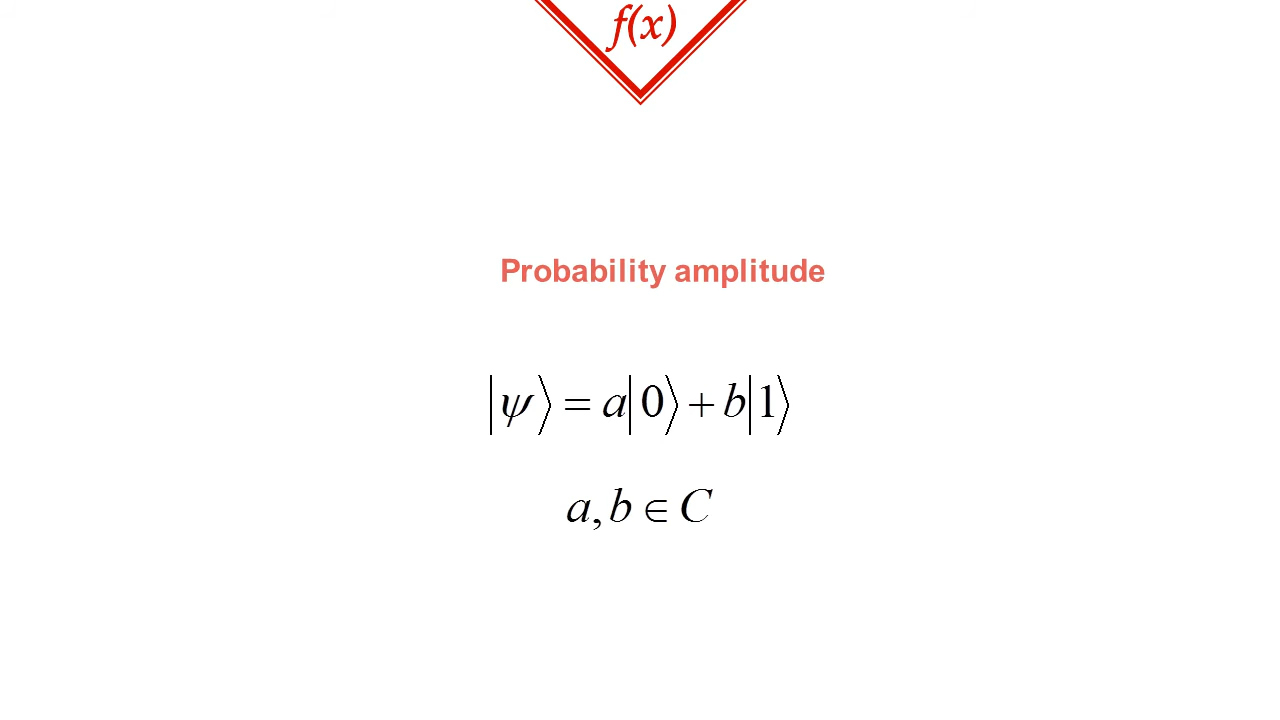 f(x)
Probability amplitude
|ψ⟩ = a|0⟩ + b|1⟩
a, b ∈ C